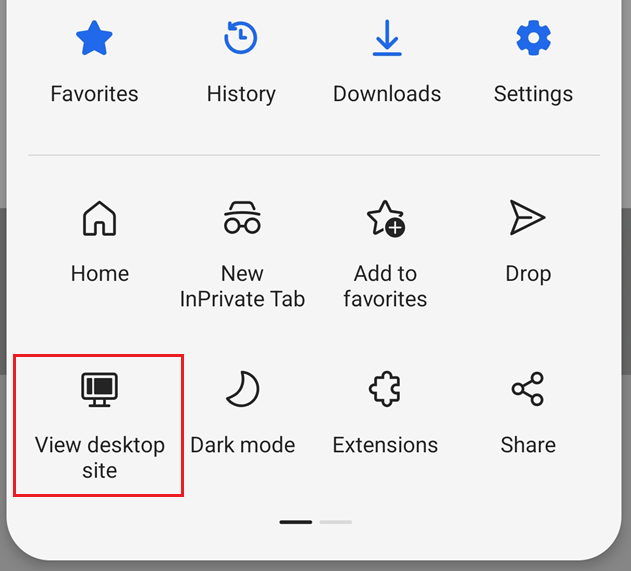 Favorites History Downloads Settings
Home New Add to Drop
InPrivate Tab favorites
View desktop Dark mode Extensions Share
site